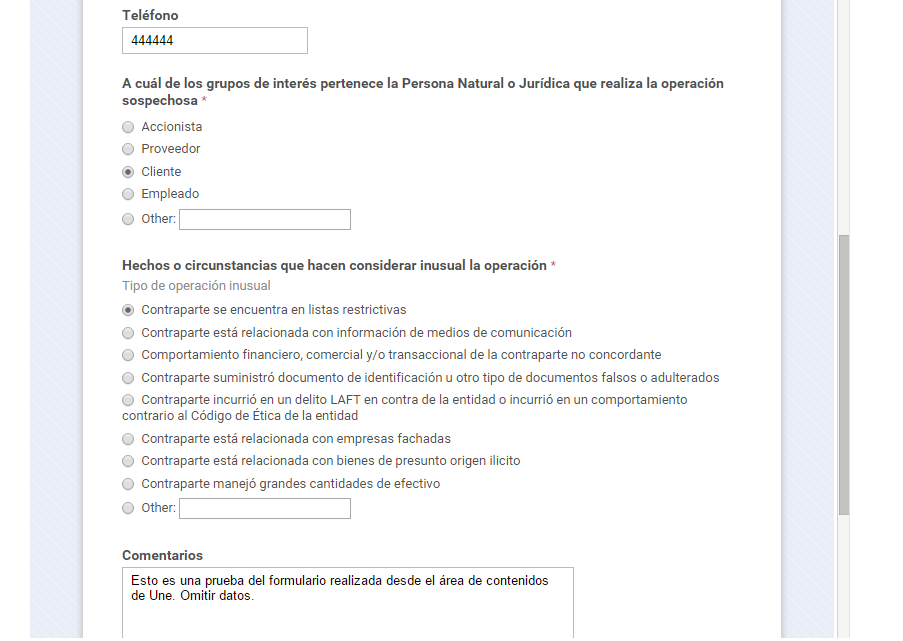 Teléfono
444444
A cuál de los grupos de interés pertenece la Persona Natural o Jurídica que realiza la operación
sospechosa *
Accionista
Proveedor
Cliente
Empleado
Other:
Hechos o circunstancias que hacen considerar inusual la operación *
Tipo de operación inusual
Contraparte se encuentra en listas restrictivas
Contraparte está relacionada con información de medios de comunicación
Comportamiento financiero, comercial y/o transaccional de la contraparte no concordante
Contraparte suministró documento de identificación u otro tipo de documentos falsos o adulterados
Contraparte incurrió en un delito LAFT en contra de la entidad o incurrió en un comportamiento
contrario al Código de Ética de la entidad
Contraparte está relacionada con empresas fachadas
Contraparte está relacionada con bienes de presunto origen ilicito
Contraparte manejó grandes cantidades de efectivo
Other:
Comentarios
Esto es una prueba del formulario realizada desde el área de contenidos
de Une. Omitir datos.